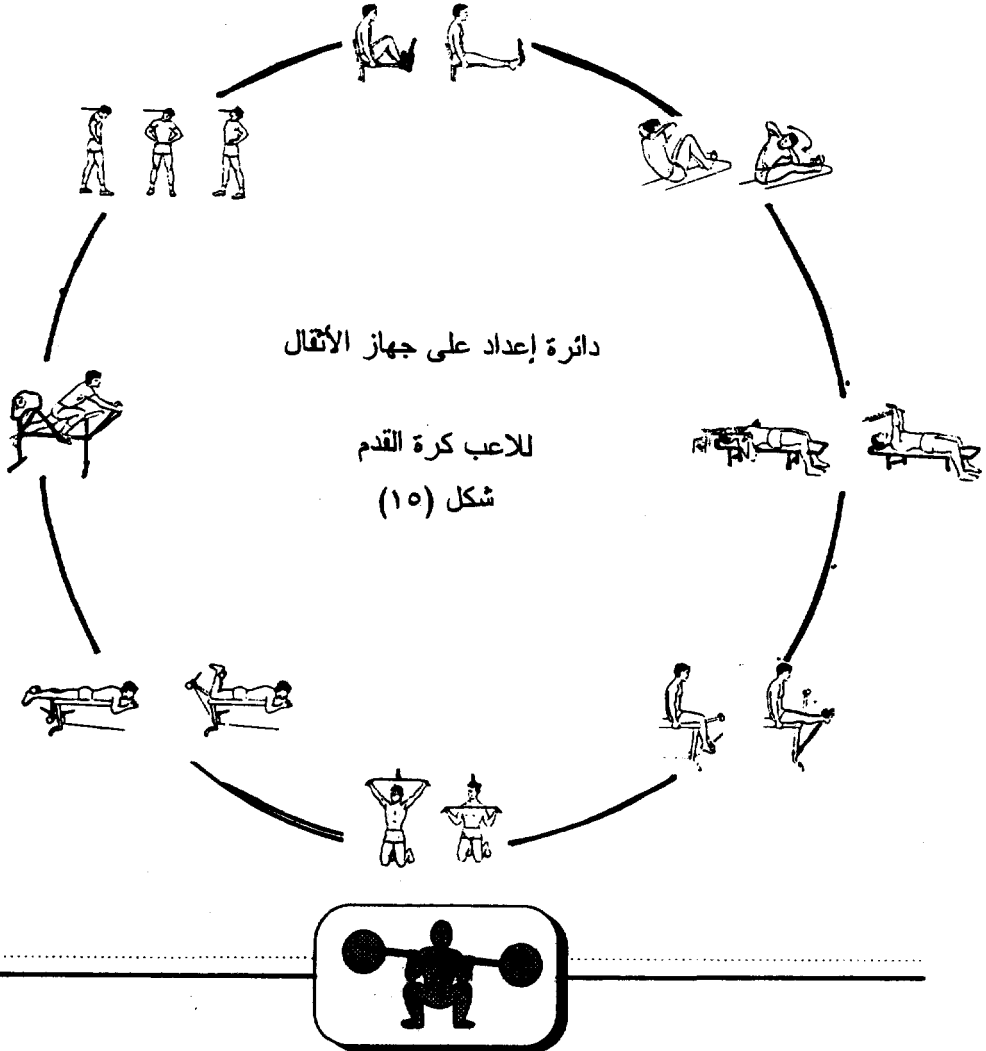 دائرة إعداد على جهاز الأثقال
للاعب كرة القدم
شكل (١٥)